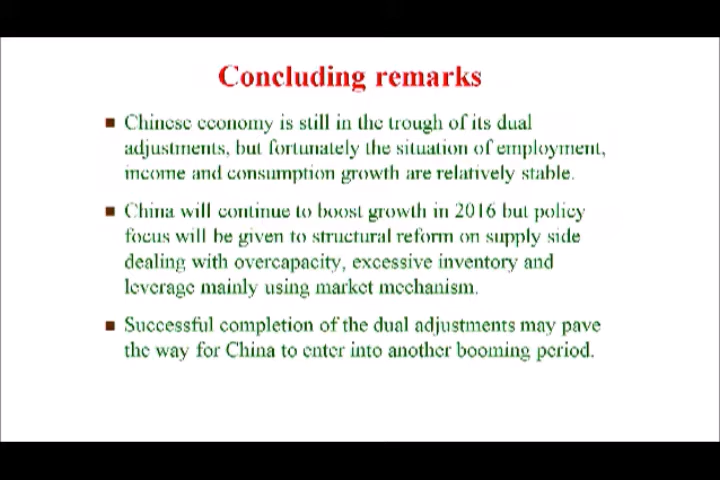 Concluding remarks
■ Chinese economy is still in the trough of its dual
adjustments, but fortunately the situation of employment,
income and consumption growth are relatively stable.
■ China will continue to boost growth in 2016 but policy
focus will be given to structural reform on supply side
dealing with overcapacity, excessive inventory and
leverage mainly using market mechanism.
■ Successful completion of the dual adjustments may pave
the way for China to enter into another booming period.